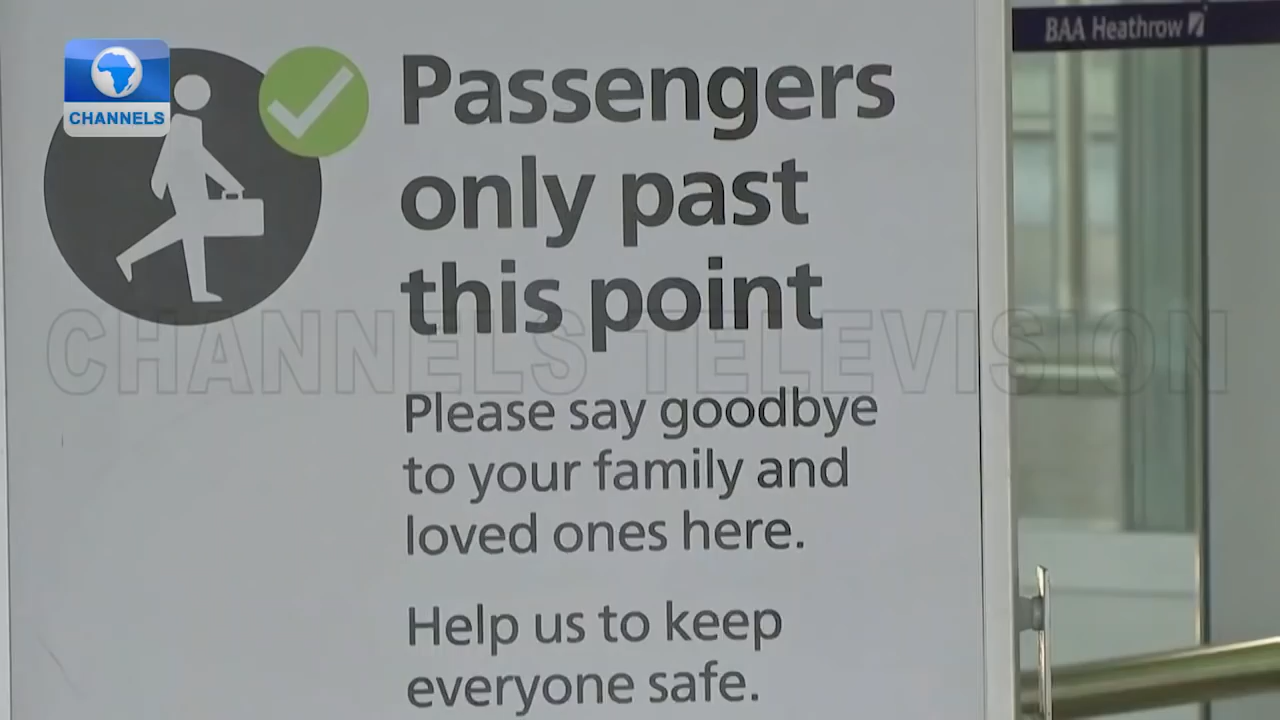 BAA Heathrow
CHANNELS
Passengers
only past
this point
CHANNELS TELEVISION
Please say goodbye
to your family and
loved ones here.
Help us to keep
everyone safe.